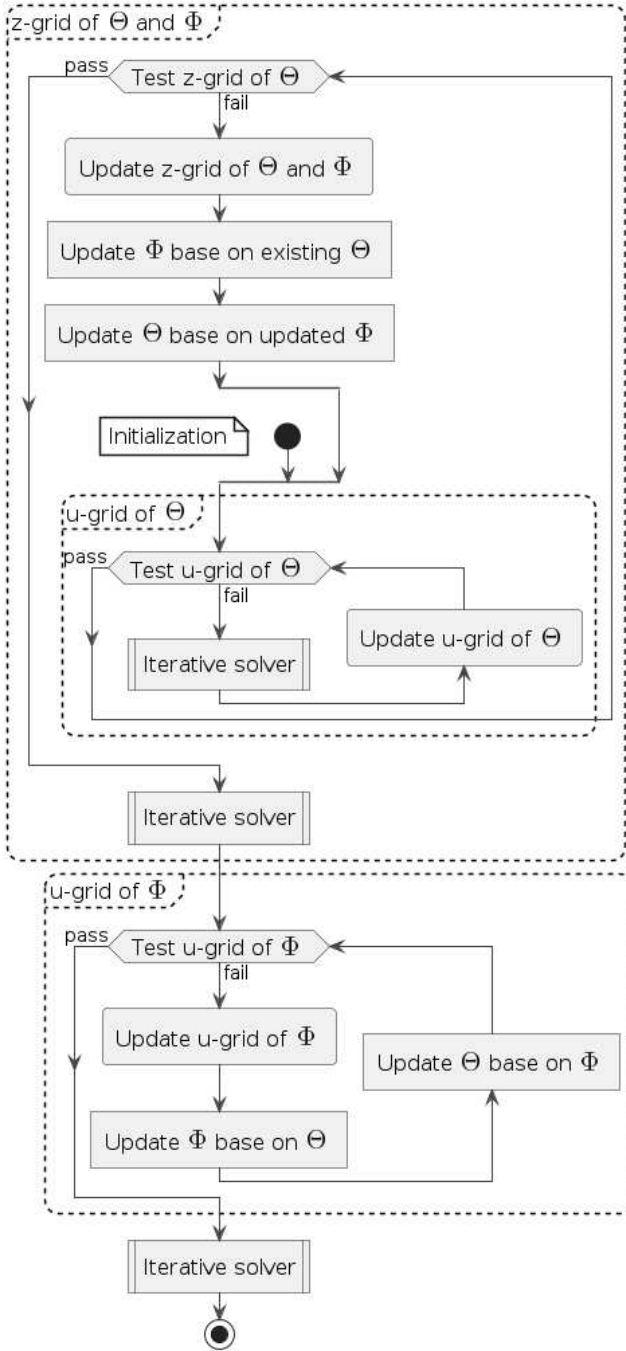 z-grid of Θ and Φ
pass
Test z-grid of Θ
fail
Update z-grid of Θ and Φ
Update Φ base on existing Θ
Update Θ base on updated Φ
Initialization
u-grid of Θ
pass
Test u-grid of Θ
fail
Iterative solver
Update u-grid of Θ
Iterative solver
u-grid of Φ
pass
Test u-grid of Φ
fail
Update u-grid of Φ
Update Θ base on Φ
Update Φ base on Θ
Iterative solver